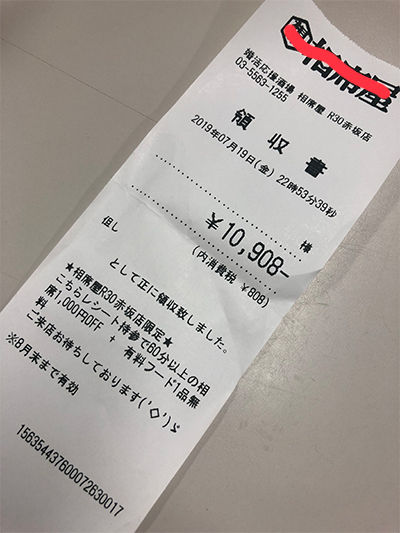 相席屋
婚活応援酒場 相席屋 R30赤坂店
03-5563-1255
領収書
2019年07月19日(金) 22時53分39秒
様
¥10,908-
(内消費税 ¥808)
但し
として正に領収致しました。
★相席屋R30赤坂店限定★
こちらレシート持参で60分以上の相
席1,000円OFF + 有料フード1品無
料
ご来店お待ちしております('◇')ゞ
※8月末まで有効
15635443760007263​0017